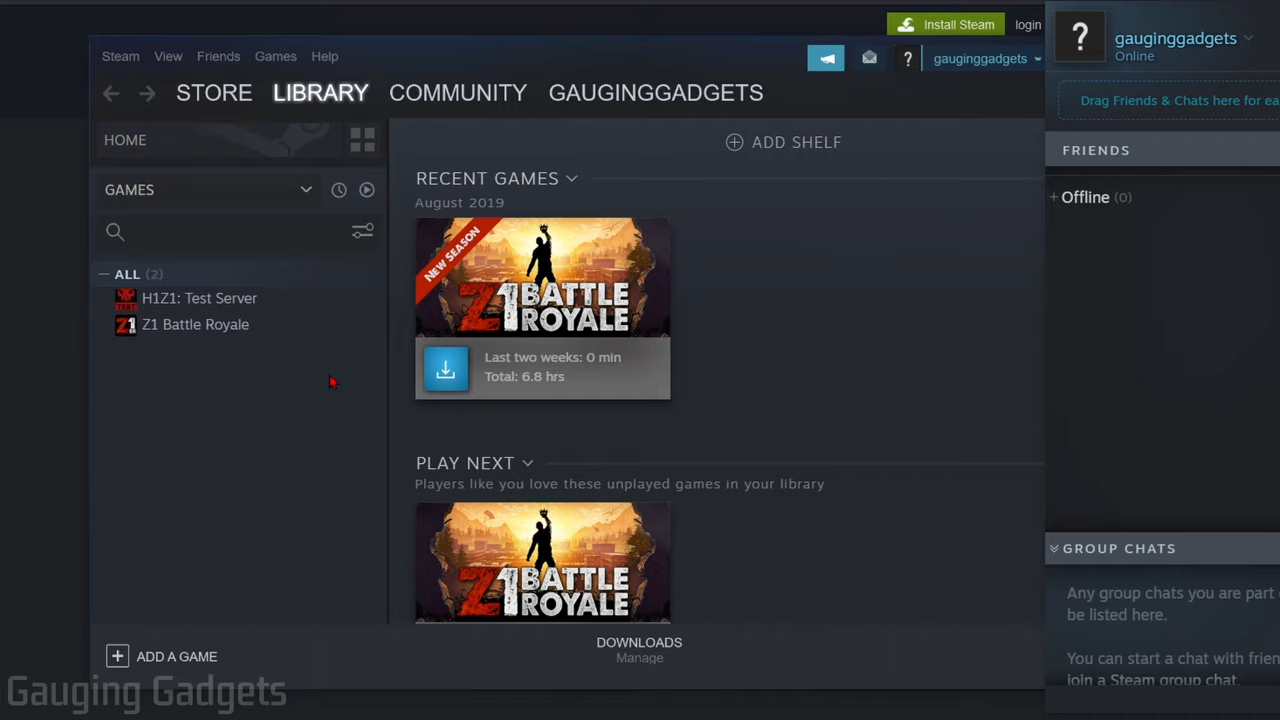 Install Steam
login
Steam View Friends Games Help
gauginggadgets
STORE LIBRARY COMMUNITY GAUGINGGADGETS
HOME
GAMES
ALL (2)
H1Z1: Test Server
Z1 Battle Royale
ADD A GAME
ADD SHELF
RECENT GAMES
August 2019
NEW SEASON
Z1 BATTLE
ROYALE
Last two weeks: 0 min
Total: 6.8 hrs
PLAY NEXT
Players like you love these unplayed games in your library
Z1 BATTLE
ROYALE
DOWNLOADS
Manage
?
gauginggadgets
Online
Drag Friends & Chats here for ea
FRIENDS
Offline (0)
GROUP CHATS
Any group chats you are part
be listed here.
You can start a chat with frien
join a Steam group chat.
Gauging Gadgets